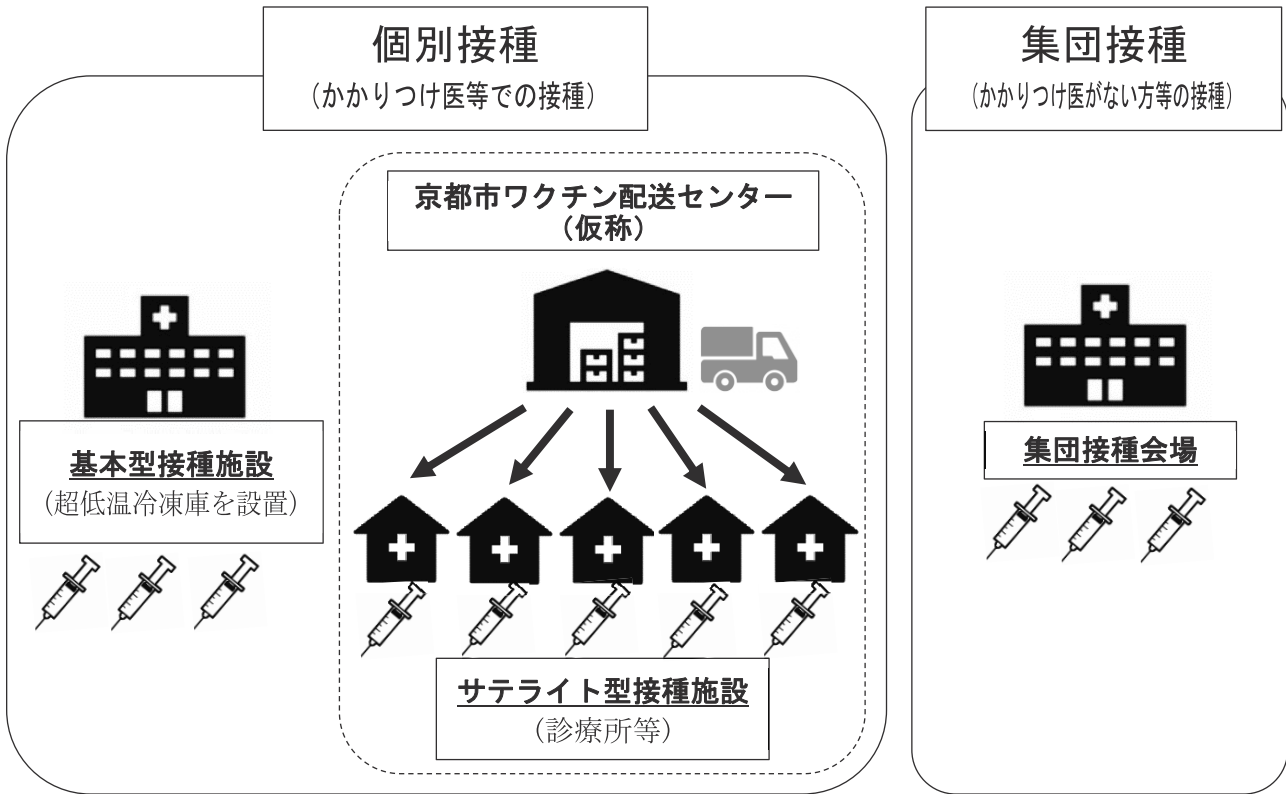 個別接種
(かかりつけ医等での接種)
京都市ワクチン配送センター
(仮称)
基本型接種施設
(超低温冷凍庫を設置)
サテライト型接種施設
(診療所等)
集団接種
(かかりつけ医がない方等の接種)
集団接種会場